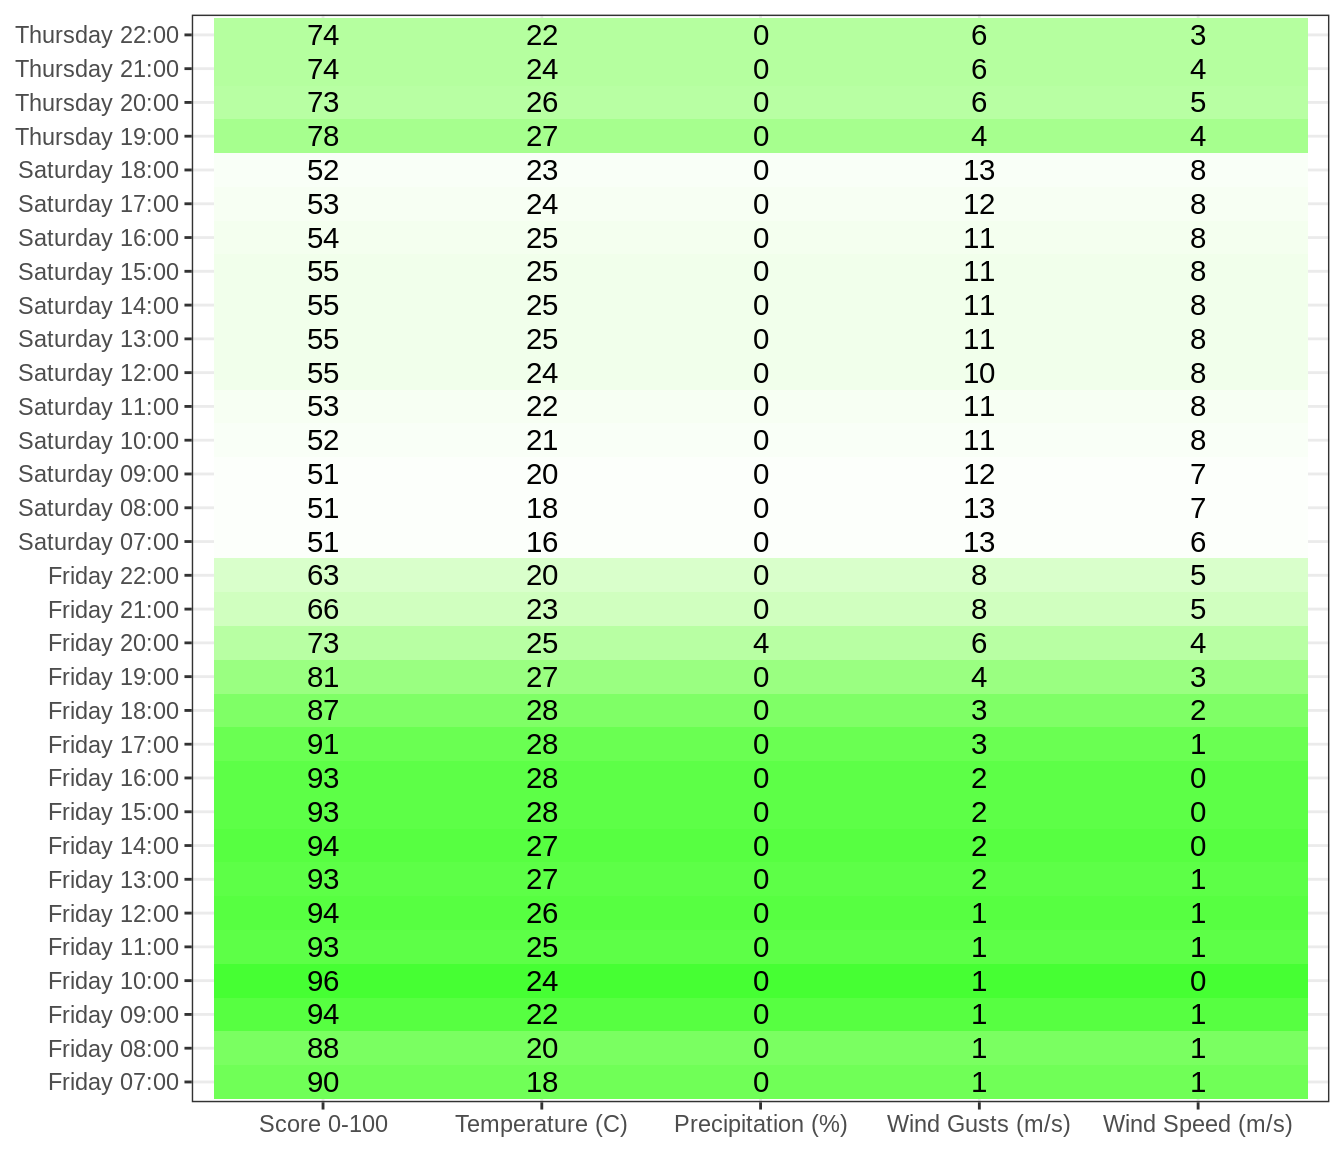 Thursday 22:00 74 22 0 6 3
Thursday 21:00 74 24 0 6 4
Thursday 20:00 73 26 0 6 5
Thursday 19:00 78 27 0 4 4
Saturday 18:00 52 23 0 13 8
Saturday 17:00 53 24 0 12 8
Saturday 16:00 54 25 0 11 8
Saturday 15:00 55 25 0 11 8
Saturday 14:00 55 25 0 11 8
Saturday 13:00 55 25 0 11 8
Saturday 12:00 55 24 0 10 8
Saturday 11:00 53 22 0 11 8
Saturday 10:00 52 21 0 11 8
Saturday 09:00 51 20 0 12 7
Saturday 08:00 51 18 0 13 7
Saturday 07:00 51 16 0 13 6
Friday 22:00 63 20 0 8 5
Friday 21:00 66 23 0 8 5
Friday 20:00 73 25 4 6 4
Friday 19:00 81 27 0 4 3
Friday 18:00 87 28 0 3 2
Friday 17:00 91 28 0 3 1
Friday 16:00 93 28 0 2 0
Friday 15:00 93 28 0 2 0
Friday 14:00 94 27 0 2 0
Friday 13:00 93 27 0 2 1
Friday 12:00 94 26 0 1 1
Friday 11:00 93 25 0 1 1
Friday 10:00 96 24 0 1 0
Friday 09:00 94 22 0 1 1
Friday 08:00 88 20 0 1 1
Friday 07:00 90 18 0 1 1
Score 0-100 Temperature (C) Precipitation (%) Wind Gusts (m/s) Wind Speed (m/s)